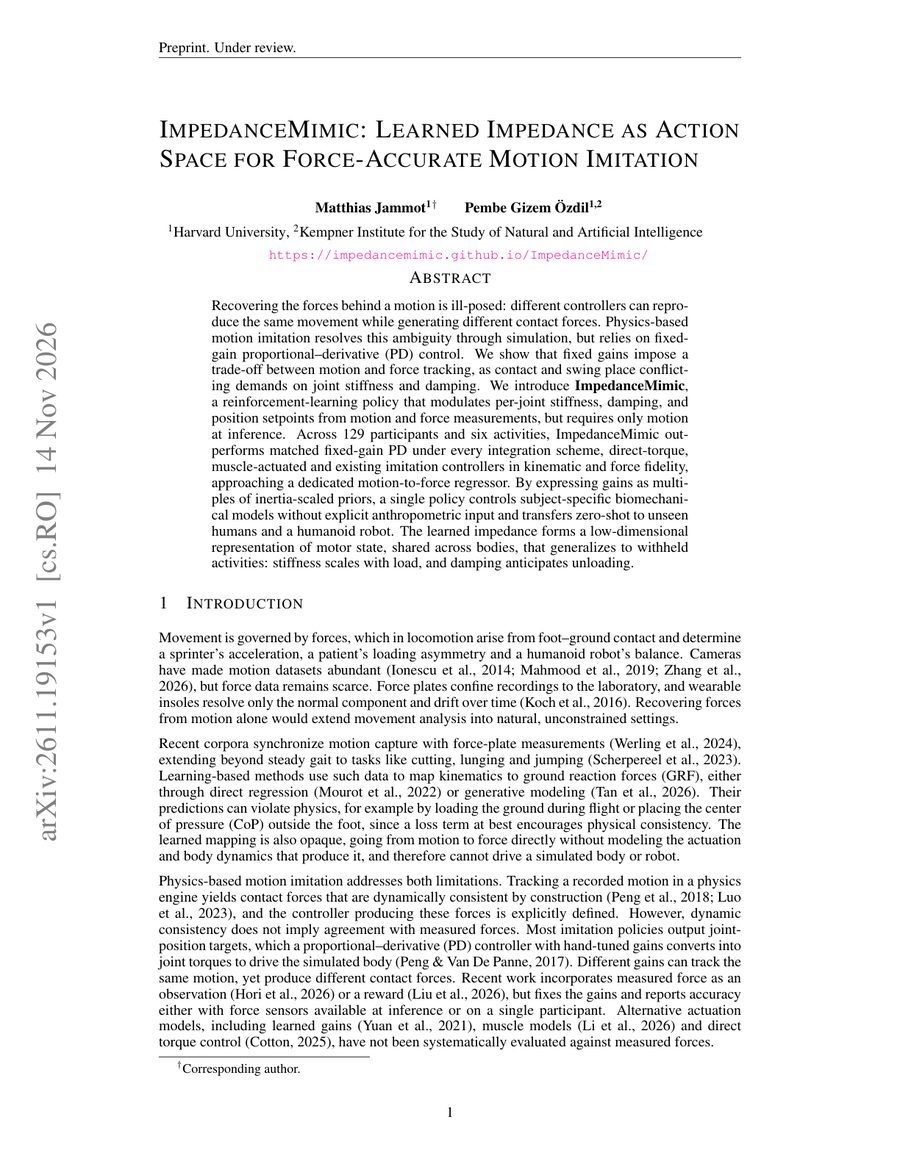 Preprint. Under review.
IMPEDANCEMIMIC: LEARNED IMPEDANCE AS ACTION
SPACE FOR FORCE-ACCURATE MOTION IMITATION
Matthias Jammot1† Pembe Gizem Özdil1,2
1Harvard University, 2Kempner Institute for the Study of Natural and Artificial Intelligence
https://impedancemimic.github.io/ImpedanceMimic/
ABSTRACT
Recovering the forces behind a motion is ill-posed: different controllers can repro-
duce the same movement while generating different contact forces. Physics-based
motion imitation resolves this ambiguity through simulation, but relies on fixed-
gain proportional–derivative (PD) control. We show that fixed gains impose a
trade-off between motion and force tracking, as contact and swing place conflict-
ing demands on joint stiffness and damping. We introduce ImpedanceMimic,
a reinforcement-learning policy that modulates per-joint stiffness, damping, and
position setpoints from motion and force measurements, but requires only motion
at inference. Across 129 participants and six activities, ImpedanceMimic out-
performs matched fixed-gain PD under every integration scheme, direct-torque,
muscle-actuated and existing imitation controllers in kinematic and force fidelity,
approaching a dedicated motion-to-force regressor. By expressing gains as multi-
ples of inertia-scaled priors, a single policy controls subject-specific biomechani-
cal models without explicit anthropometric input and transfers zero-shot to unseen
humans and a humanoid robot. The learned impedance forms a low-dimensional
representation of motor state, shared across bodies, that generalizes to withheld
activities: stiffness scales with load, and damping anticipates unloading.
1 INTRODUCTION
Movement is governed by forces, which in locomotion arise from foot–ground contact and determine
a sprinter's acceleration, a patient's loading asymmetry and a humanoid robot's balance. Cameras
have made motion datasets abundant (Ionescu et al., 2014; Mahmood et al., 2019; Zhang et al.,
2026), but force data remains scarce. Force plates confine recordings to the laboratory, and wearable
insoles resolve only the normal component and drift over time (Koch et al., 2016). Recovering forces
from motion alone would extend movement analysis into natural, unconstrained settings.
Recent corpora synchronize motion capture with force-plate measurements (Werling et al., 2024),
extending beyond steady gait to tasks like cutting, lunging and jumping (Scherpereel et al., 2023).
Learning-based methods use such data to map kinematics to ground reaction forces (GRF), either
through direct regression (Mourot et al., 2022) or generative modeling (Tan et al., 2026). Their
predictions can violate physics, for example by loading the ground during flight or placing the center
of pressure (CoP) outside the foot, since a loss term at best encourages physical consistency. The
learned mapping is also opaque, going from motion to force directly without modeling the actuation
and body dynamics that produce it, and therefore cannot drive a simulated body or robot.
Physics-based motion imitation addresses both limitations. Tracking a recorded motion in a physics
engine yields contact forces that are dynamically consistent by construction (Peng et al., 2018; Luo
et al., 2023), and the controller producing these forces is explicitly defined. However, dynamic
consistency does not imply agreement with measured forces. Most imitation policies output joint-
position targets, which a proportional–derivative (PD) controller with hand-tuned gains converts into
joint torques to drive the simulated body (Peng & Van De Panne, 2017). Different gains can track the
same motion, yet produce different contact forces. Recent work incorporates measured force as an
observation (Hori et al., 2026) or a reward (Liu et al., 2026), but fixes the gains and reports accuracy
either with force sensors available at inference or on a single participant. Alternative actuation
models, including learned gains (Yuan et al., 2021), muscle models (Li et al., 2026) and direct
torque control (Cotton, 2025), have not been systematically evaluated against measured forces.
†Corresponding author.
1
arXiv:2611.19153v1 [cs.RO] 14 Nov 2026